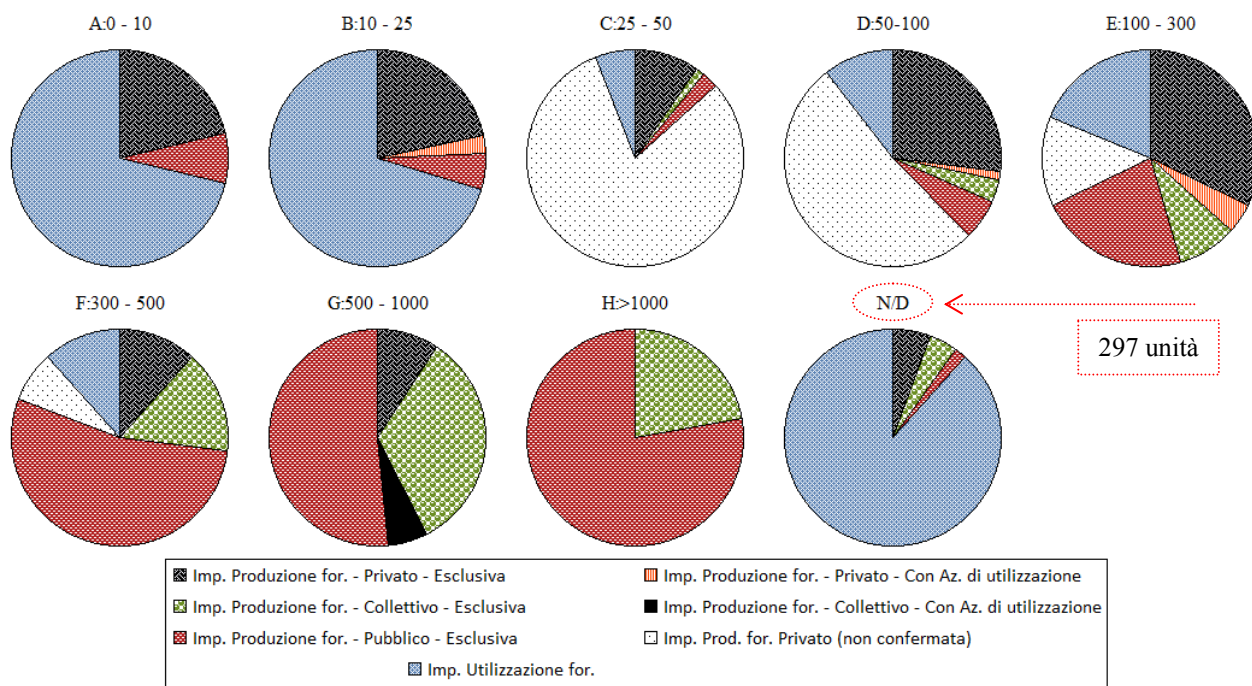 A:0 - 10
B:10 - 25
C:25 - 50
D:50-100
E:100 - 300
F:300 - 500
G:500 - 1000
H:>1000
N/D
297 unità
Imp. Produzione for. - Privato - Esclusiva
Imp. Produzione for. - Privato - Con Az. di utilizzazione
Imp. Produzione for. - Collettivo - Esclusiva
Imp. Produzione for. - Collettivo - Con Az. di utilizzazione
Imp. Produzione for. - Pubblico - Esclusiva
Imp. Prod. for. Privato (non confermata)
Imp. Utilizzazione for.